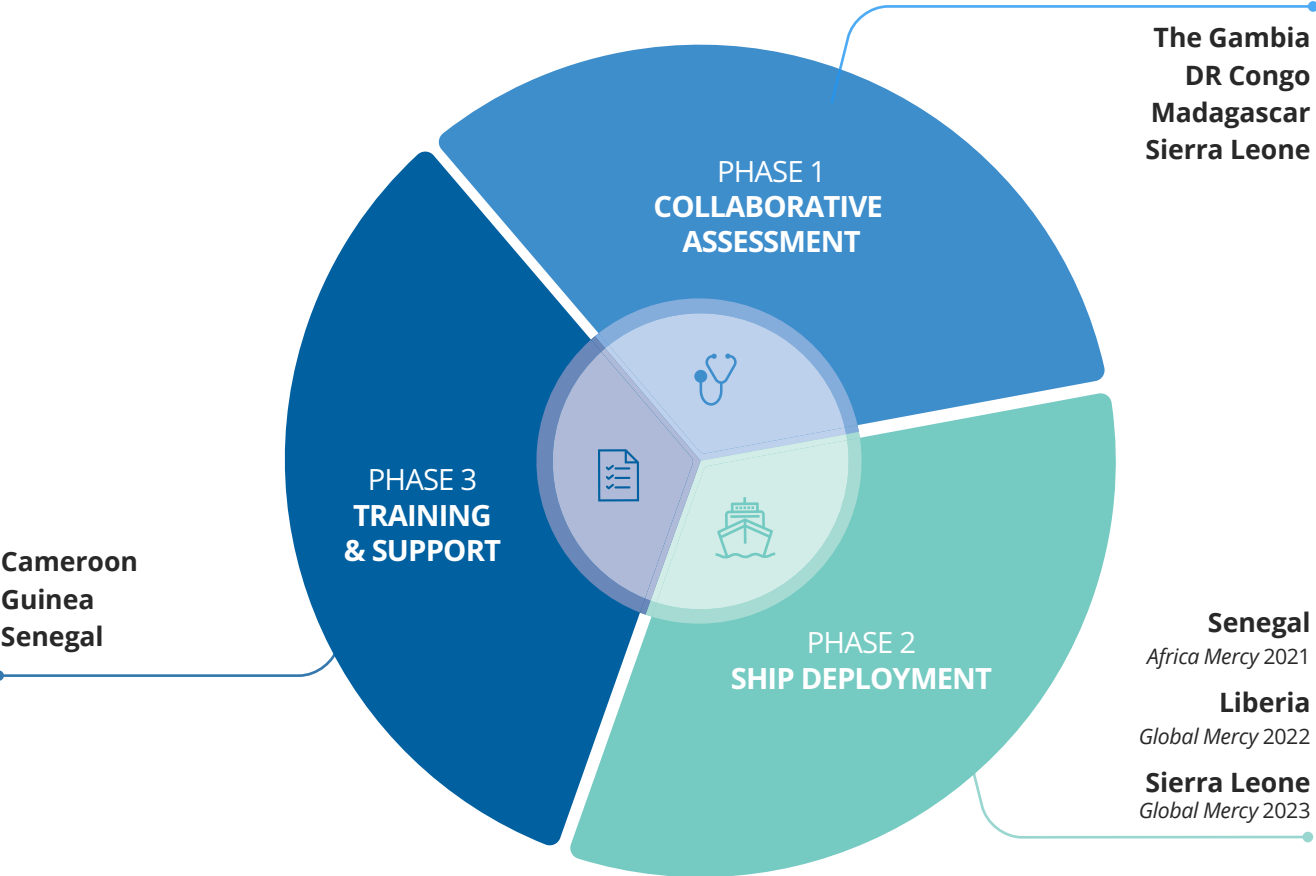 The Gambia
DR Congo
Madagascar
Sierra Leone
PHASE 1
COLLABORATIVE
ASSESSMENT
PHASE 3
TRAINING
& SUPPORT
Cameroon
Guinea
Senegal
PHASE 2
SHIP DEPLOYMENT
Senegal
Africa Mercy 2021
Liberia
Global Mercy 2022
Sierra Leone
Global Mercy 2023